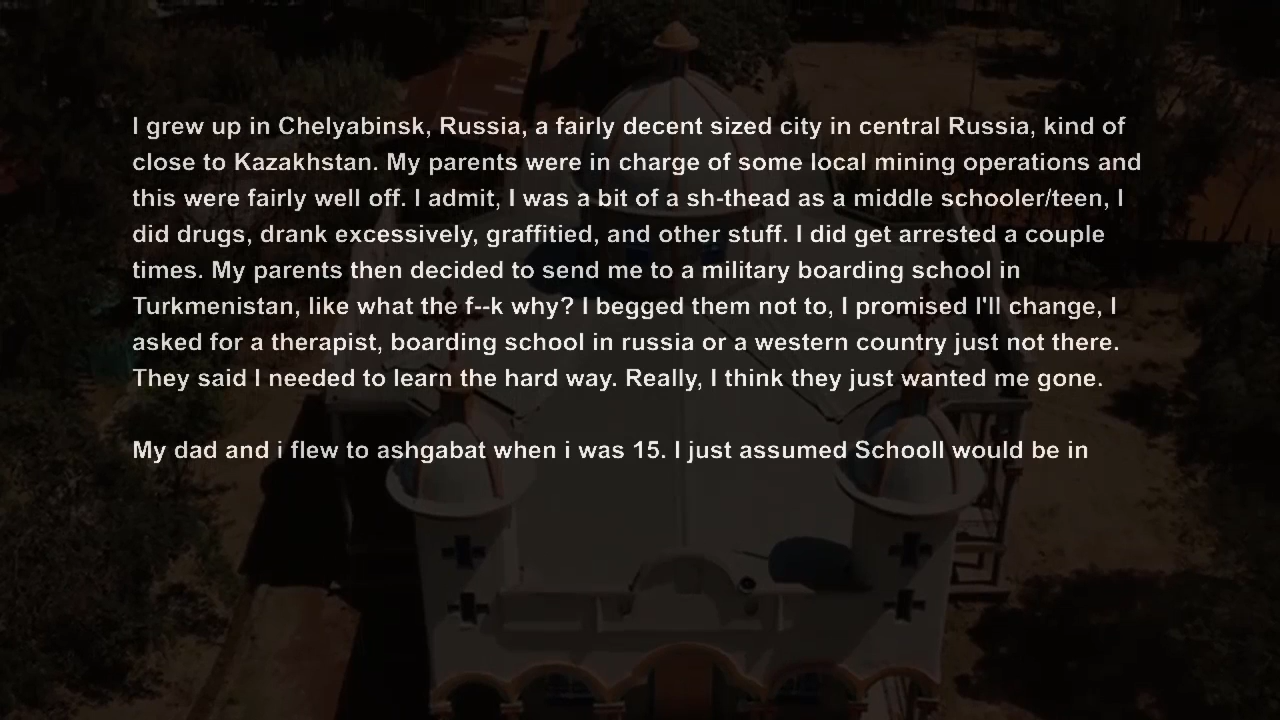 I grew up in Chelyabinsk, Russia, a fairly decent sized city in central Russia, kind of
close to Kazakhstan. My parents were in charge of some local mining operations and
this were fairly well off. I admit, I was a bit of a sh-thead as a middle schooler/teen, I
did drugs, drank excessively, graffitied, and other stuff. I did get arrested a couple
times. My parents then decided to send me to a military boarding school in
Turkmenistan, like what the f--k why? I begged them not to, I promised I'll change, I
asked for a therapist, boarding school in russia or a western country just not there.
They said I needed to learn the hard way. Really, I think they just wanted me gone.
My dad and i flew to ashgabat when i was 15. I just assumed Schooll would be in